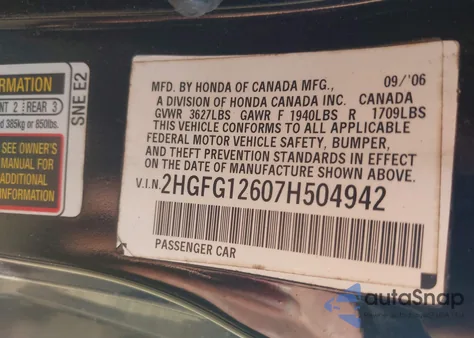 ORMATION
NT 2 REAR 3
d 385kg or 850lbs.
SEE OWNER'S
MANUAL FOR
ADDITIONAL
INFORMATION
SNE E2
MFD. BY HONDA OF CANADA MFG., 09/'06
A DIVISION OF HONDA CANADA INC. CANADA
GVWR 3627LBS GAWR F 1940LBS R 1709LBS
THIS VEHICLE CONFORMS TO ALL APPLICABLE
FEDERAL MOTOR VEHICLE SAFETY, BUMPER,
AND THEFT PREVENTION STANDARDS IN EFFECT
ON THE DATE OF MANUFACTURE SHOWN ABOVE.
V.I.N. 2HGFG12607H504942
PASSENGER CAR
autaSnap